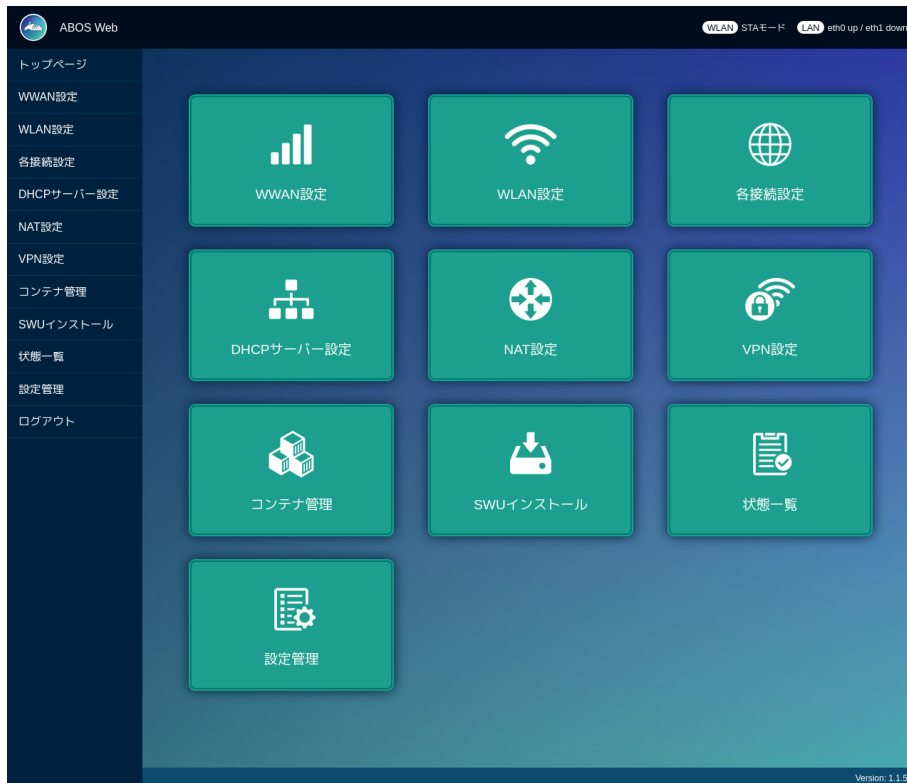 ABOS Web
WLAN STAモード LAN eth0 up / eth1 down
トップページ
WWAN設定
WLAN設定
各接続設定
DHCPサーバー設定
NAT設定
VPN設定
コンテナ管理
SWUインストール
状態一覧
設定管理
ログアウト
WWAN設定
WLAN設定
各接続設定
DHCPサーバー設定
NAT設定
VPN設定
コンテナ管理
SWUインストール
状態一覧
設定管理
Version: 1.1.5